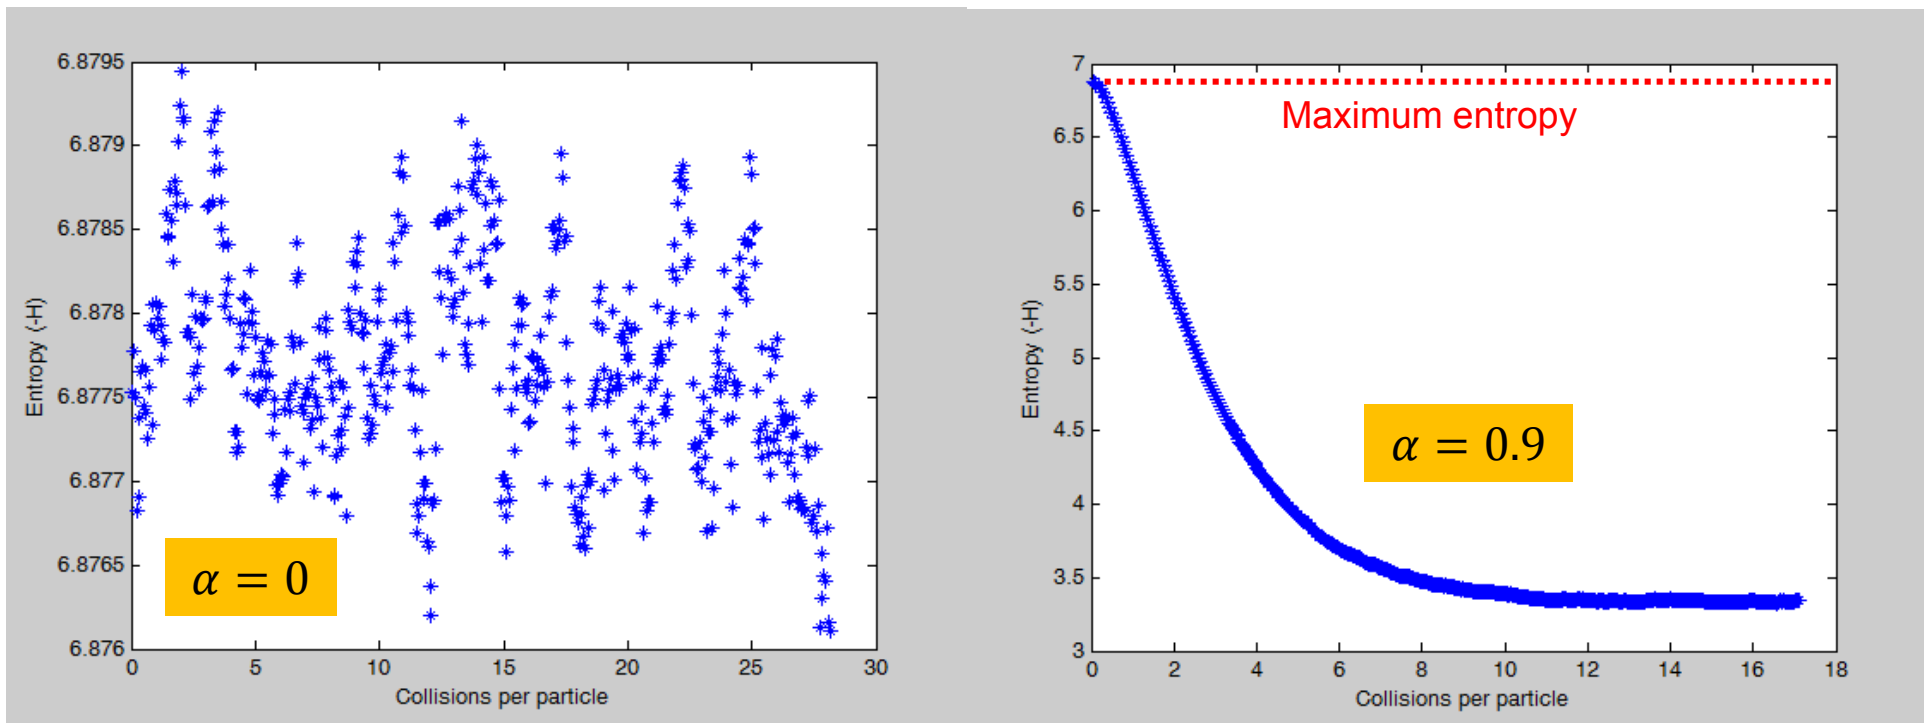 6.8795
6.879
6.8785
6.878
6.8775
6.877
6.8765
6.876
Entropy (-H)
0 5 10 15 20 25 30
Collisions per particle
α = 0
7
6.5
6
5.5
5
4.5
4
3.5
3
Entropy (-H)
Maximum entropy
α = 0.9
0 2 4 6 8 10 12 14 16 18
Collisions per particle